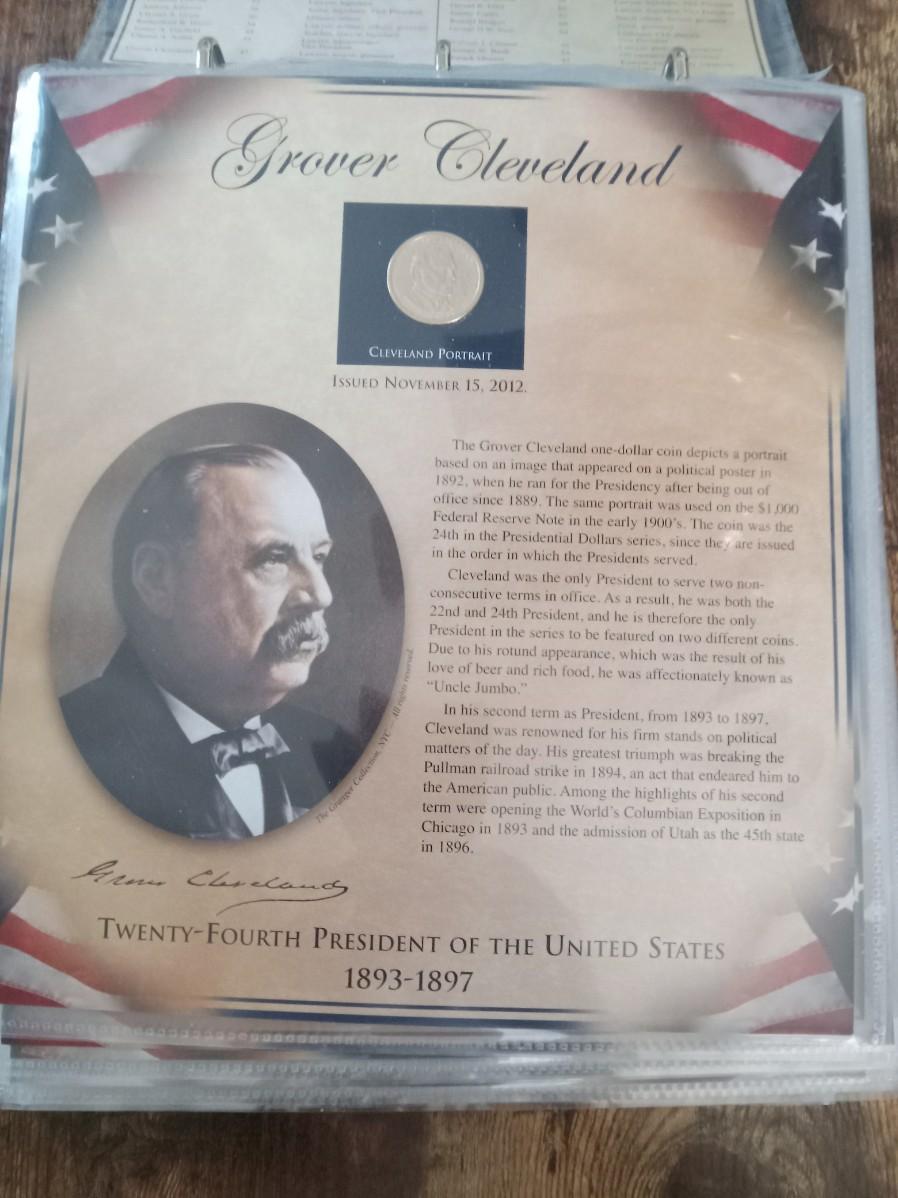 Grover Cleveland
CLEVELAND PORTRAIT
ISSUED NOVEMBER 15, 2012.
The Grover Cleveland one-dollar coin depicts a portrait
based on an image that appeared on a political poster in
1892, when he ran for the Presidency after being out of
office since 1889. The same portrait was used on the $1,000
Federal Reserve Note in the early 1900's. The coin was the
24th in the Presidential Dollars series, since they are issued
in the order in which the Presidents served.
Cleveland was the only President to serve two non-
consecutive terms in office. As a result, he was both the
22nd and 24th President, and he is therefore the only
President in the series to be featured on two different coins.
Due to his rotund appearance, which was the result of his
love of beer and rich food, he was affectionately known as
"Uncle Jumbo."
In his second term as President, from 1893 to 1897,
Cleveland was renowned for his firm stands on political
matters of the day. His greatest triumph was breaking the
Pullman railroad strike in 1894, an act that endeared him to
the American public. Among the highlights of his second
term were opening the World's Columbian Exposition in
Chicago in 1893 and the admission of Utah as the 45th state
in 1896.
The Granger Collection, NYC — All rights reserved.
Grover Cleveland
TWENTY-FOURTH PRESIDENT OF THE UNITED STATES
1893-1897